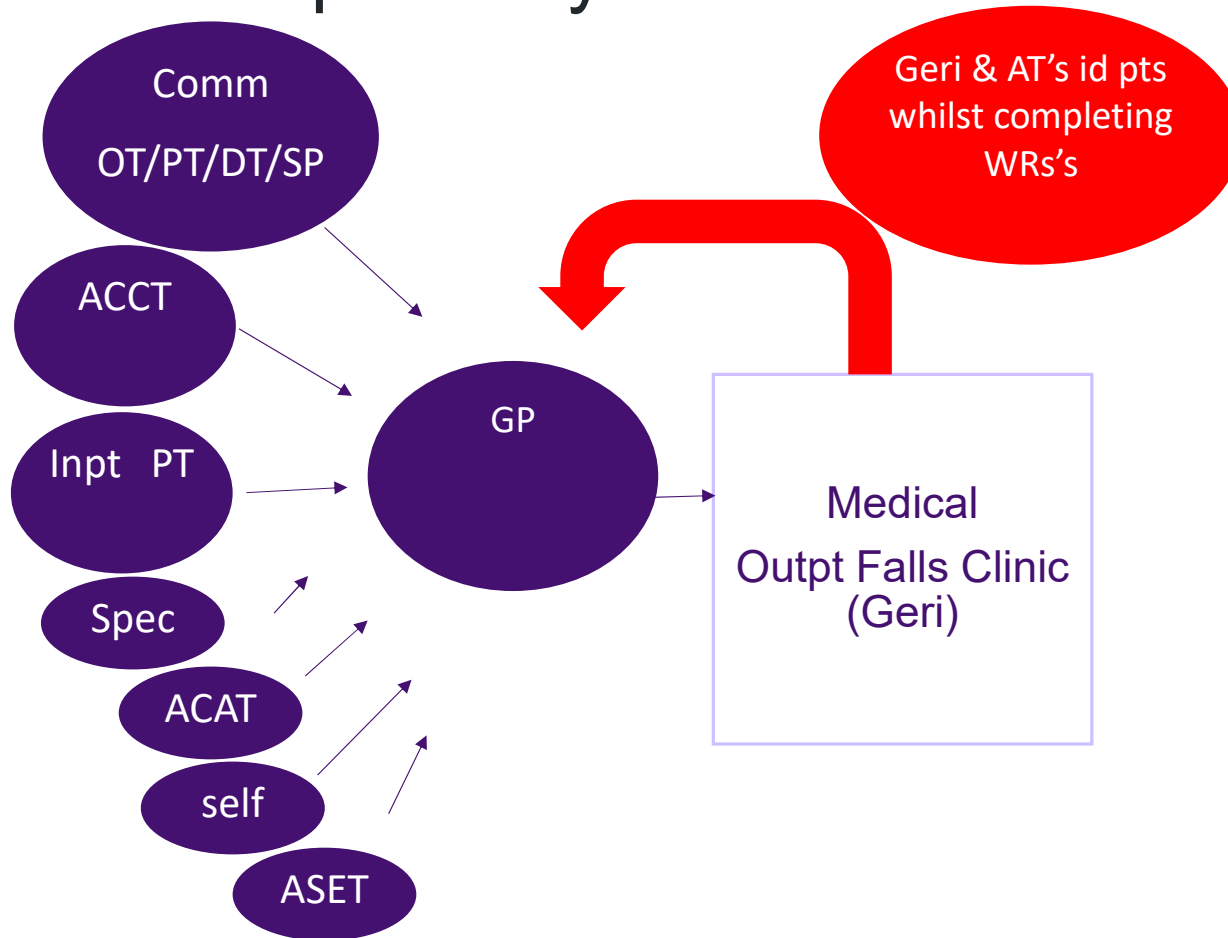 Comm
OT/PT/DT/SP
Geri & AT's id pts
whilst completing
WRs's
ACCT
GP
Inpt PT
Medical
Outpt Falls Clinic
(Geri)
Spec
ACAT
self
ASET